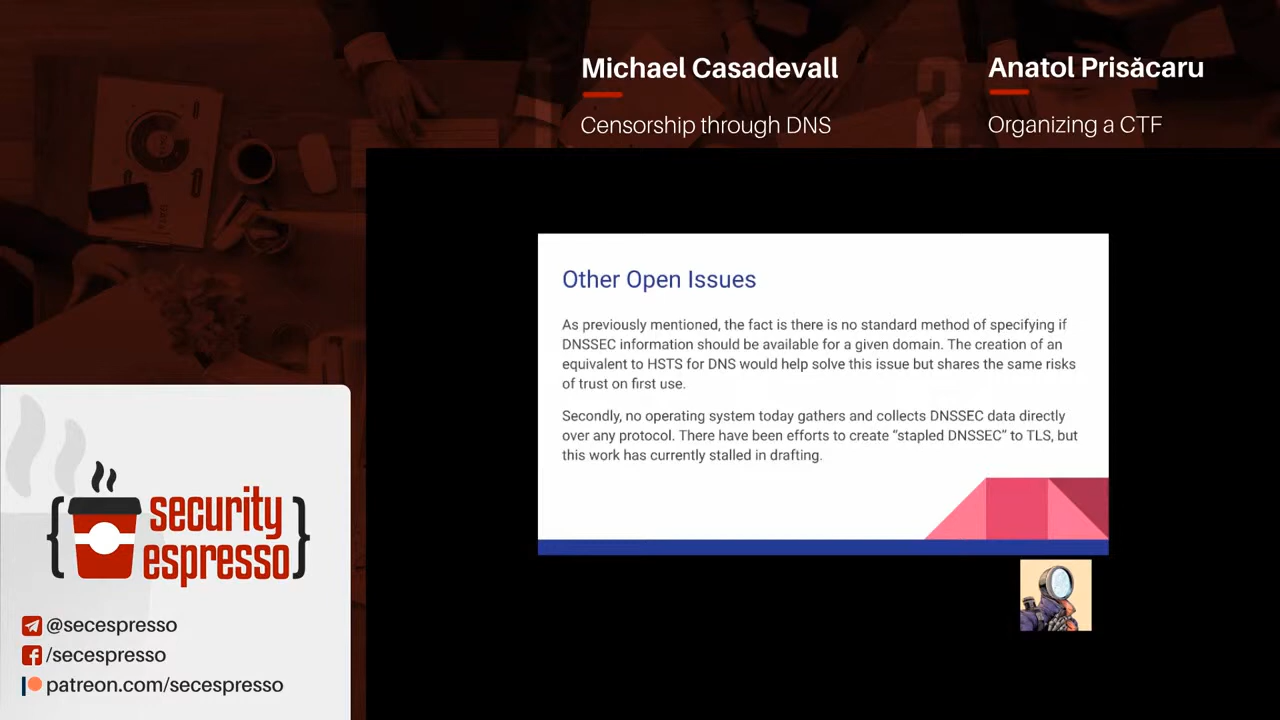 Michael Casadevall
Censorship through DNS
Anatol Prisăcaru
Organizing a CTF
Other Open Issues
As previously mentioned, the fact is there is no standard method of specifying if
DNSSEC information should be available for a given domain. The creation of an
equivalent to HSTS for DNS would help solve this issue but shares the same risks
of trust on first use.
Secondly, no operating system today gathers and collects DNSSEC data directly
over any protocol. There have been efforts to create “stapled DNSSEC” to TLS, but
this work has currently stalled in drafting.
{security
espresso}
@secespresso
/secespresso
patreon.com/secespresso